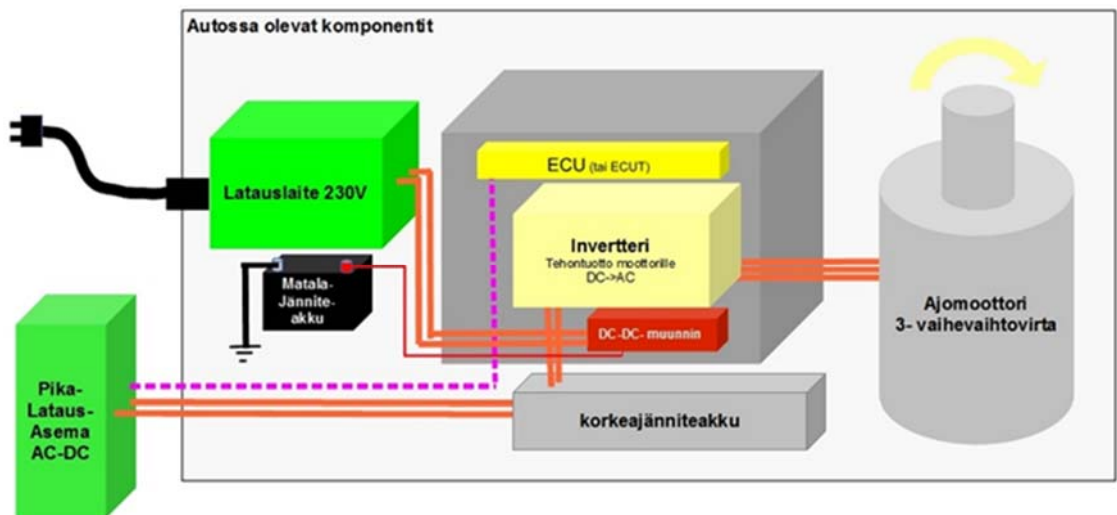 Autossa olevat komponentit
Latauslaite 230V
Matala-
Jännite-
akku
Pika-
Lataus-
Asema
AC-DC
ECU (tai ECUT)
Invertteri
Tehontuotto moottorille
DC->AC
DC-DC- muunnin
korkeajänniteakku
Ajomoottori
3- vaihevaihtovirta